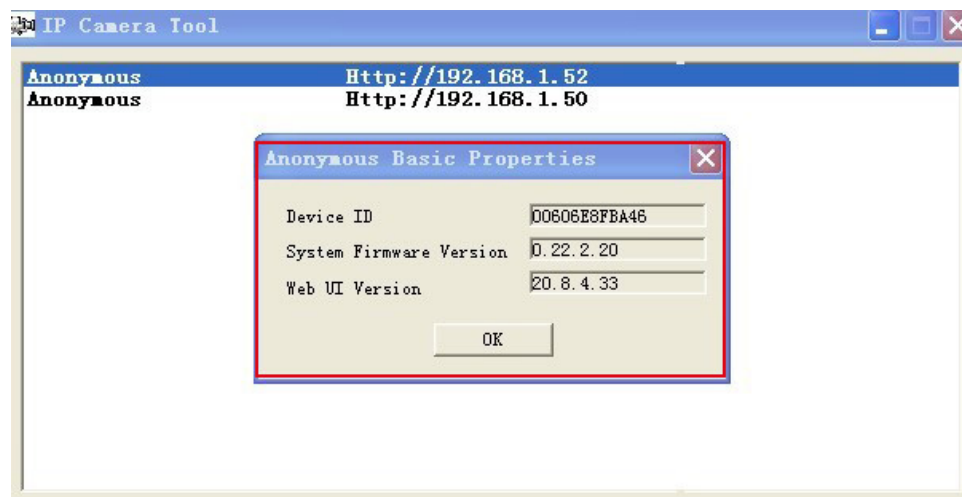 IP Camera Tool
Anonymous Http://192.168.1.52
Anonymous Http://192.168.1.50
Anonymous Basic Properties
Device ID 00606E8FBA46
System Firmware Version 0.22.2.20
Web UI Version 20.8.4.33
OK